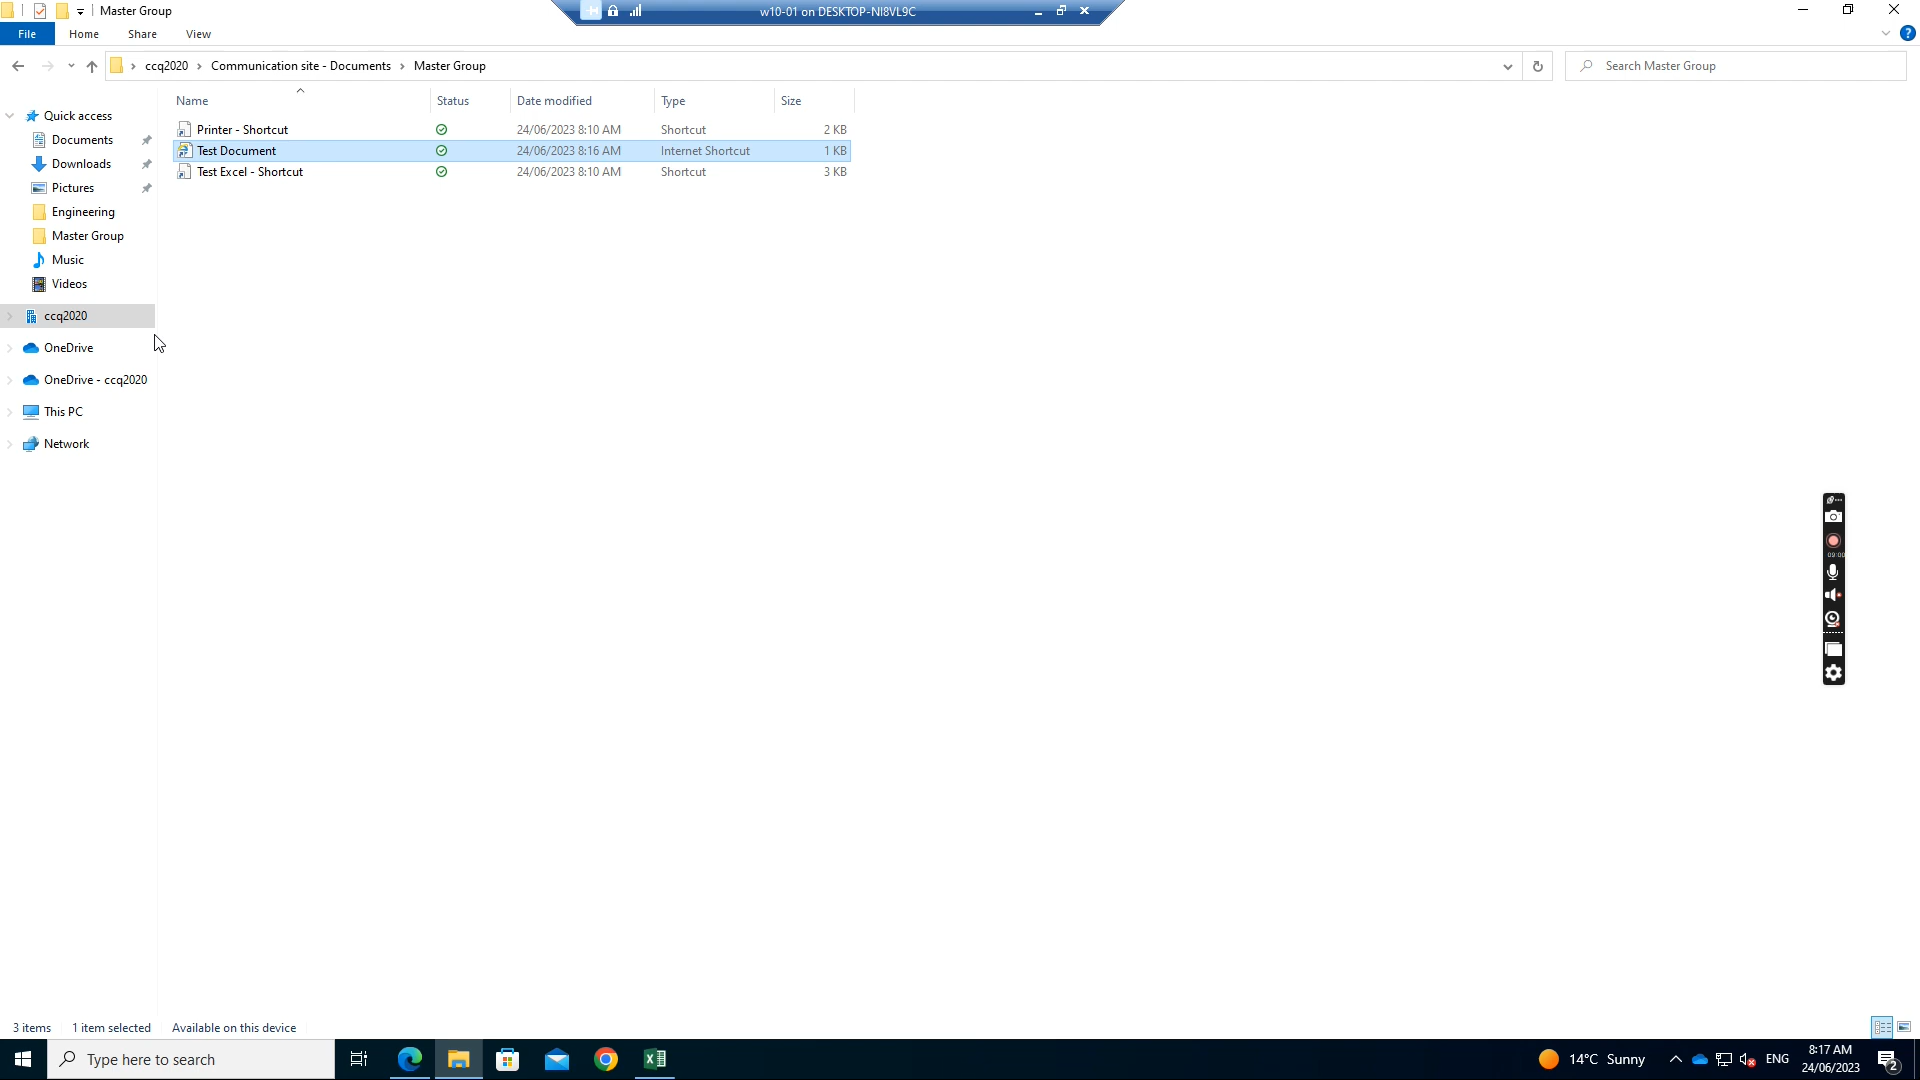 Master Group
w10-01 on DESKTOP-NI8VL9C
File Home Share View
ccq2020 Communication site - Documents Master Group
Search Master Group
Name Status Date modified Type Size
Printer - Shortcut 24/06/2023 8:10 AM Shortcut 2 KB
Test Document 24/06/2023 8:16 AM Internet Shortcut 1 KB
Test Excel - Shortcut 24/06/2023 8:10 AM Shortcut 3 KB
Quick access
Documents
Downloads
Pictures
Engineering
Master Group
Music
Videos
ccq2020
OneDrive
OneDrive - ccq2020
This PC
Network
09:00
3 items 1 item selected Available on this device
Type here to search
14°C Sunny
ENG
8:17 AM
24/06/2023
2